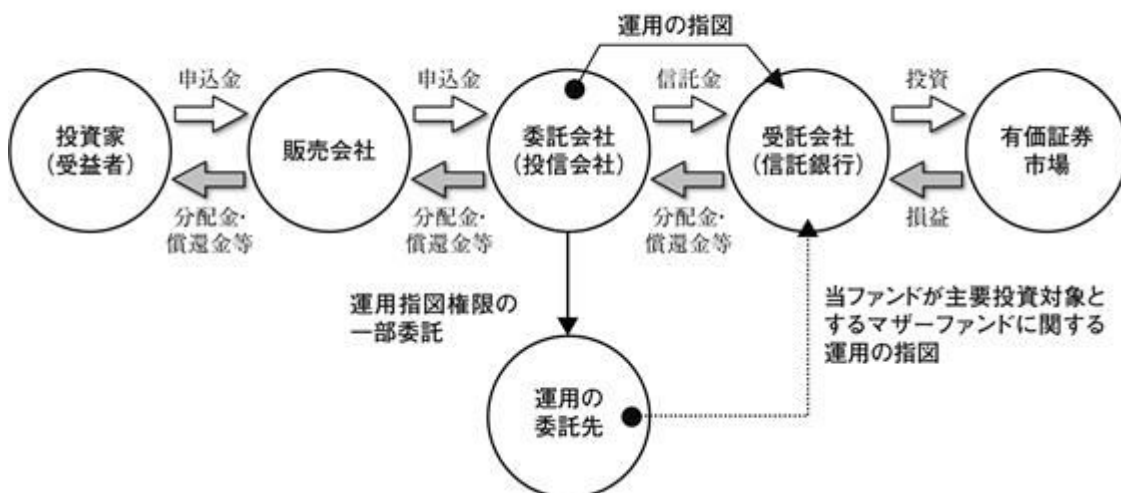 運用の指図
申込金
申込金
信託金
投資
投資家
(受益者)
販売会社
委託会社
(投信会社)
受託会社
(信託銀行)
有価証券
市場
分配金・
償還金等
分配金・
償還金等
分配金・
償還金等
損益
運用指図権限の
一部委託
当ファンドが主要投資対象と
するマザーファンドに関する
運用の指図
運用の
委託先